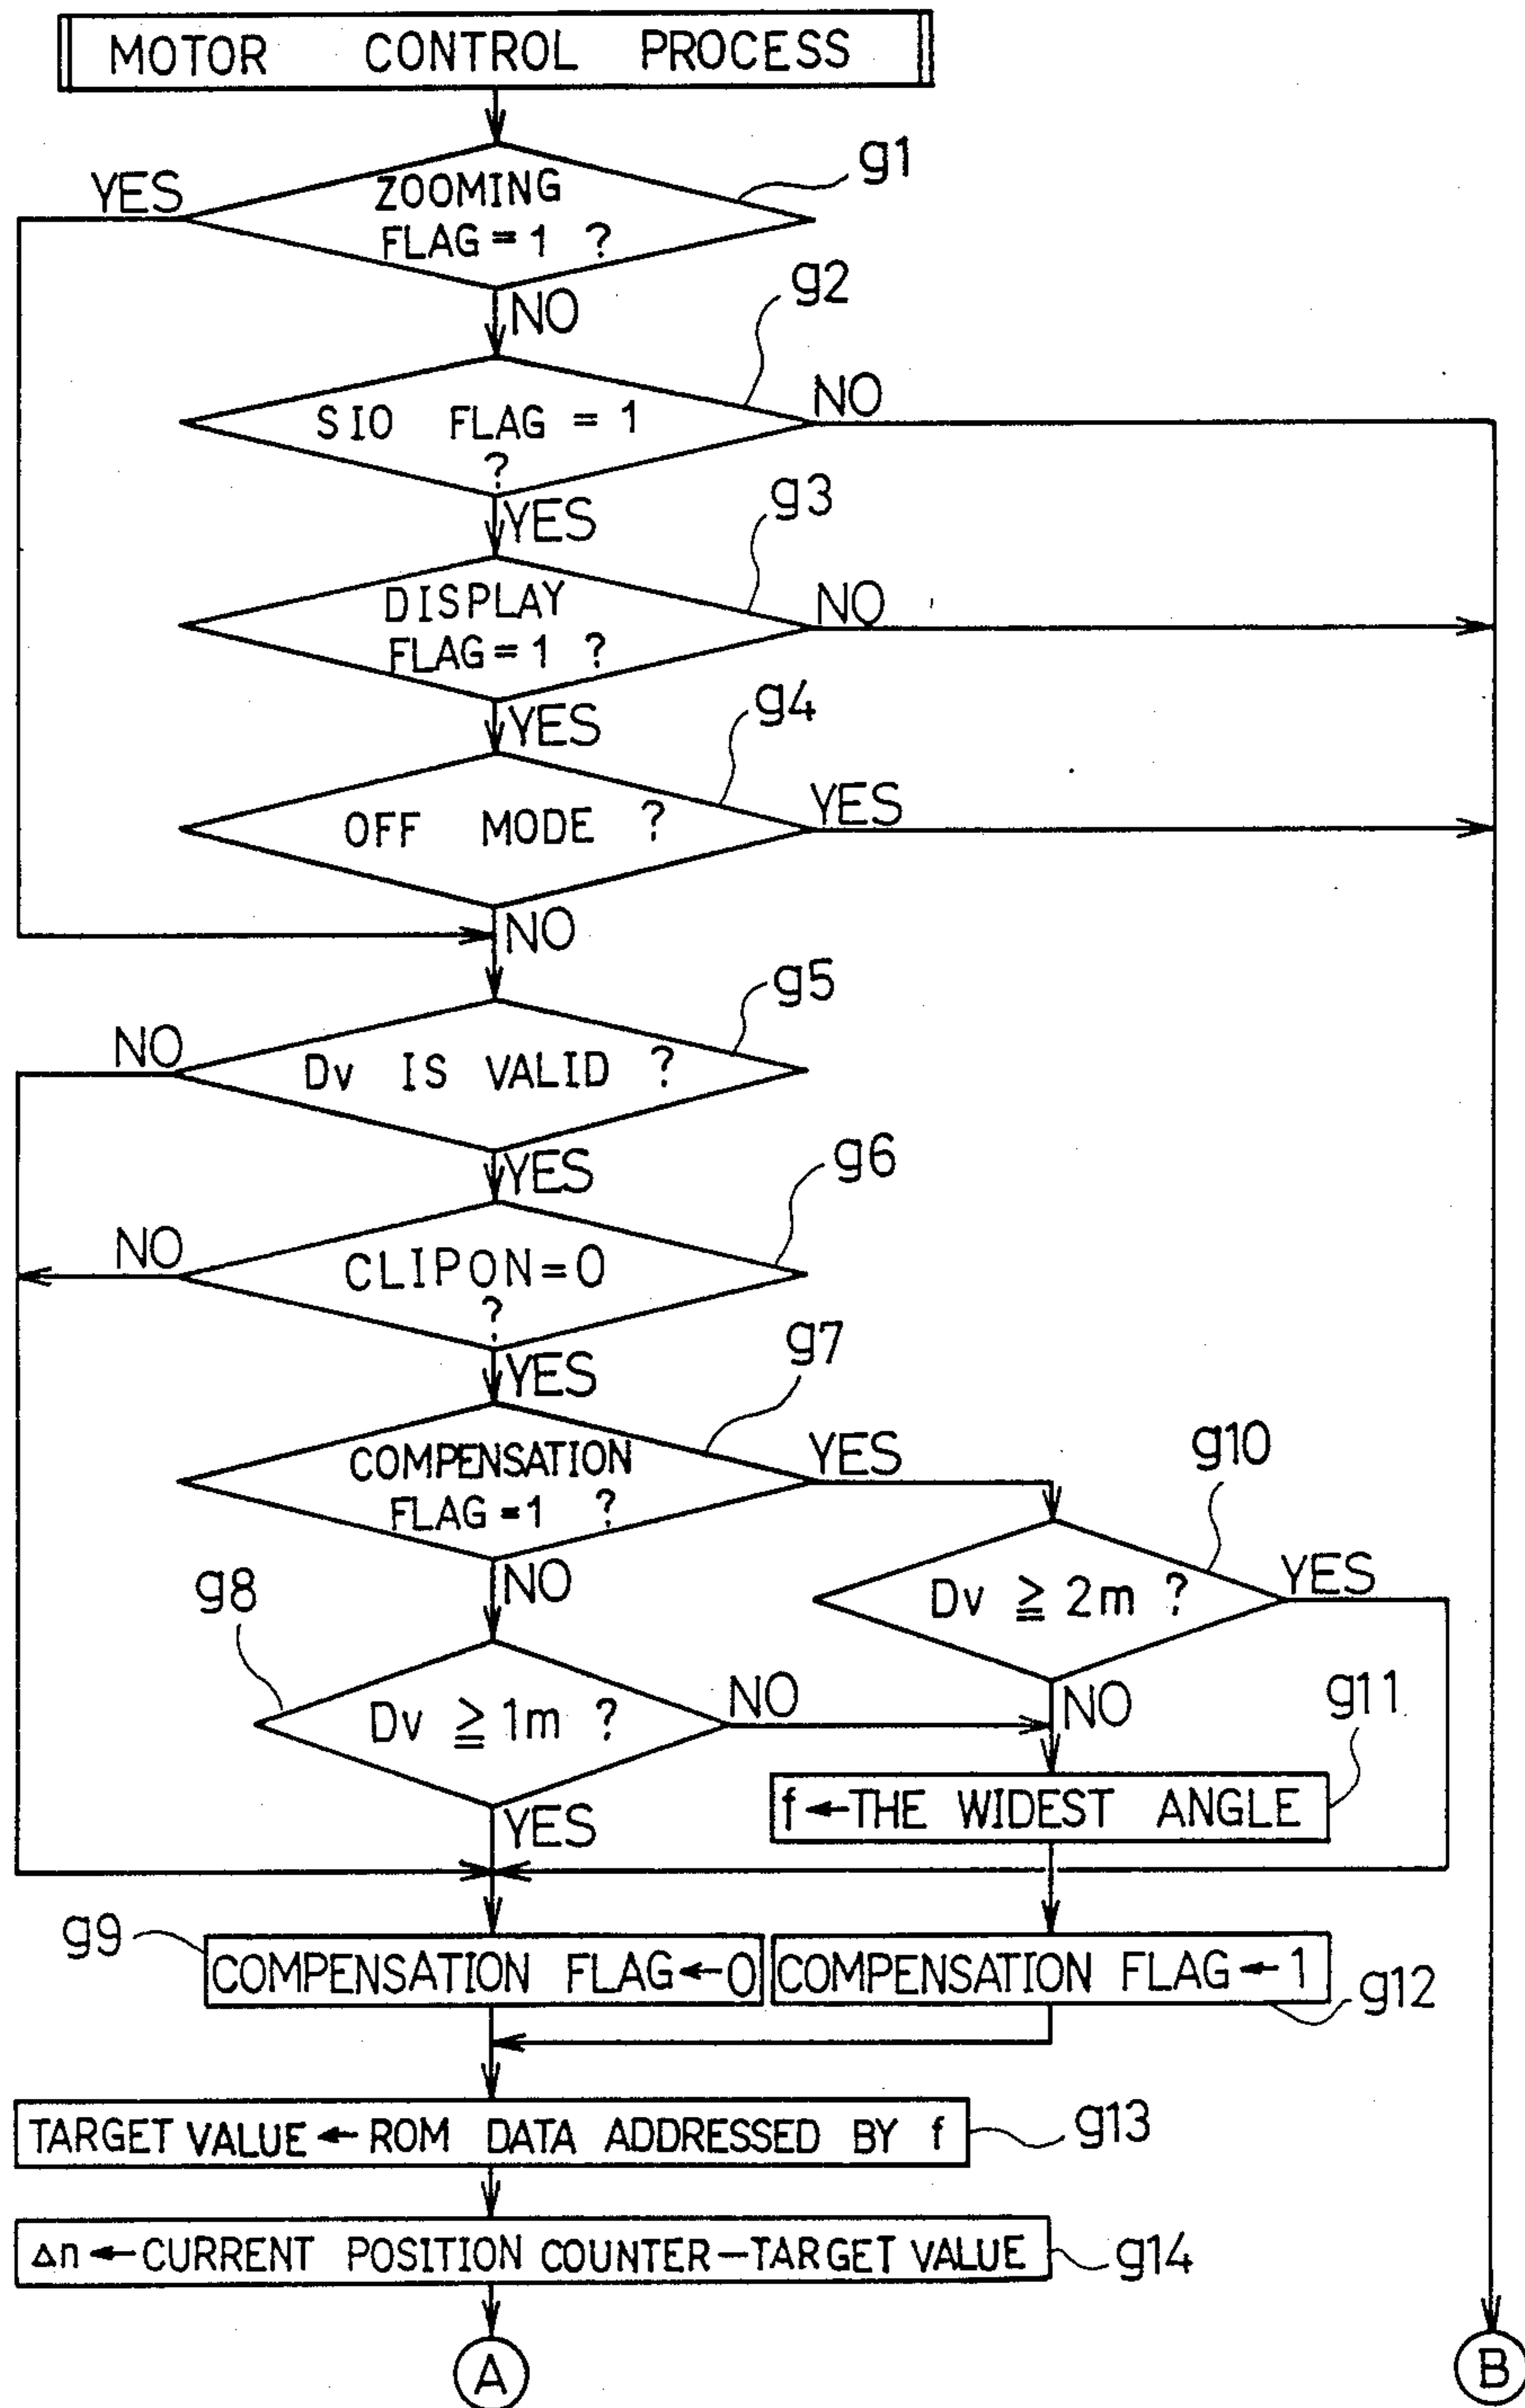 MOTOR CONTROL PROCESS
g1
YES
ZOOMING
FLAG = 1 ?
NO
g2
SIO FLAG = 1
?
NO
YES
g3
DISPLAY
FLAG = 1 ?
NO
YES
g4
OFF MODE ?
YES
NO
g5
NO
Dv IS VALID ?
YES
g6
NO
CLIPON=0
?
YES
g7
COMPENSATION
FLAG =1 ?
YES
NO
g10
Dv ≧ 2m ?
YES
NO
g8
Dv ≧ 1m ?
NO
YES
g11
f←THE WIDEST ANGLE
g9
COMPENSATION FLAG←0
COMPENSATION FLAG←1
g12
TARGET VALUE←ROM DATA ADDRESSED BY f
g13
Δn←CURRENT POSITION COUNTER−TARGET VALUE
g14
A
B